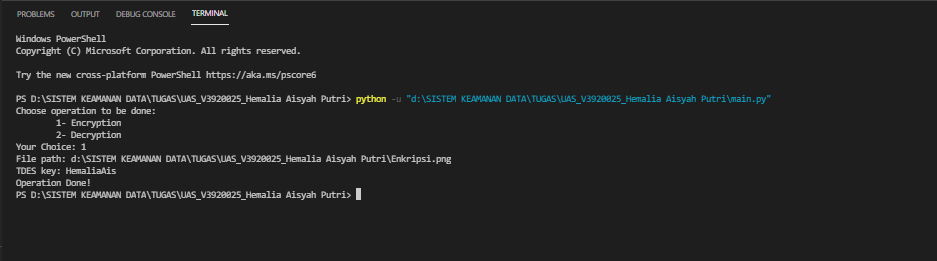 PROBLEMS OUTPUT DEBUG CONSOLE TERMINAL
Windows PowerShell
Copyright (C) Microsoft Corporation. All rights reserved.
Try the new cross-platform PowerShell https://aka.ms/pscore6
PS D:\SISTEM KEAMANAN DATA\TUGAS\UAS_V3920025_Hemalia Aisyah Putri> python -u "d:\SISTEM KEAMANAN DATA\TUGAS\UAS_V3920025_Hemalia Aisyah Putri\main.py"
Choose operation to be done:
1- Encryption
2- Decryption
Your Choice: 1
File path: d:\SISTEM KEAMANAN DATA\TUGAS\UAS_V3920025_Hemalia Aisyah Putri\Enkripsi.png
TDES key: HemaliaAis
Operation Done!
PS D:\SISTEM KEAMANAN DATA\TUGAS\UAS_V3920025_Hemalia Aisyah Putri>